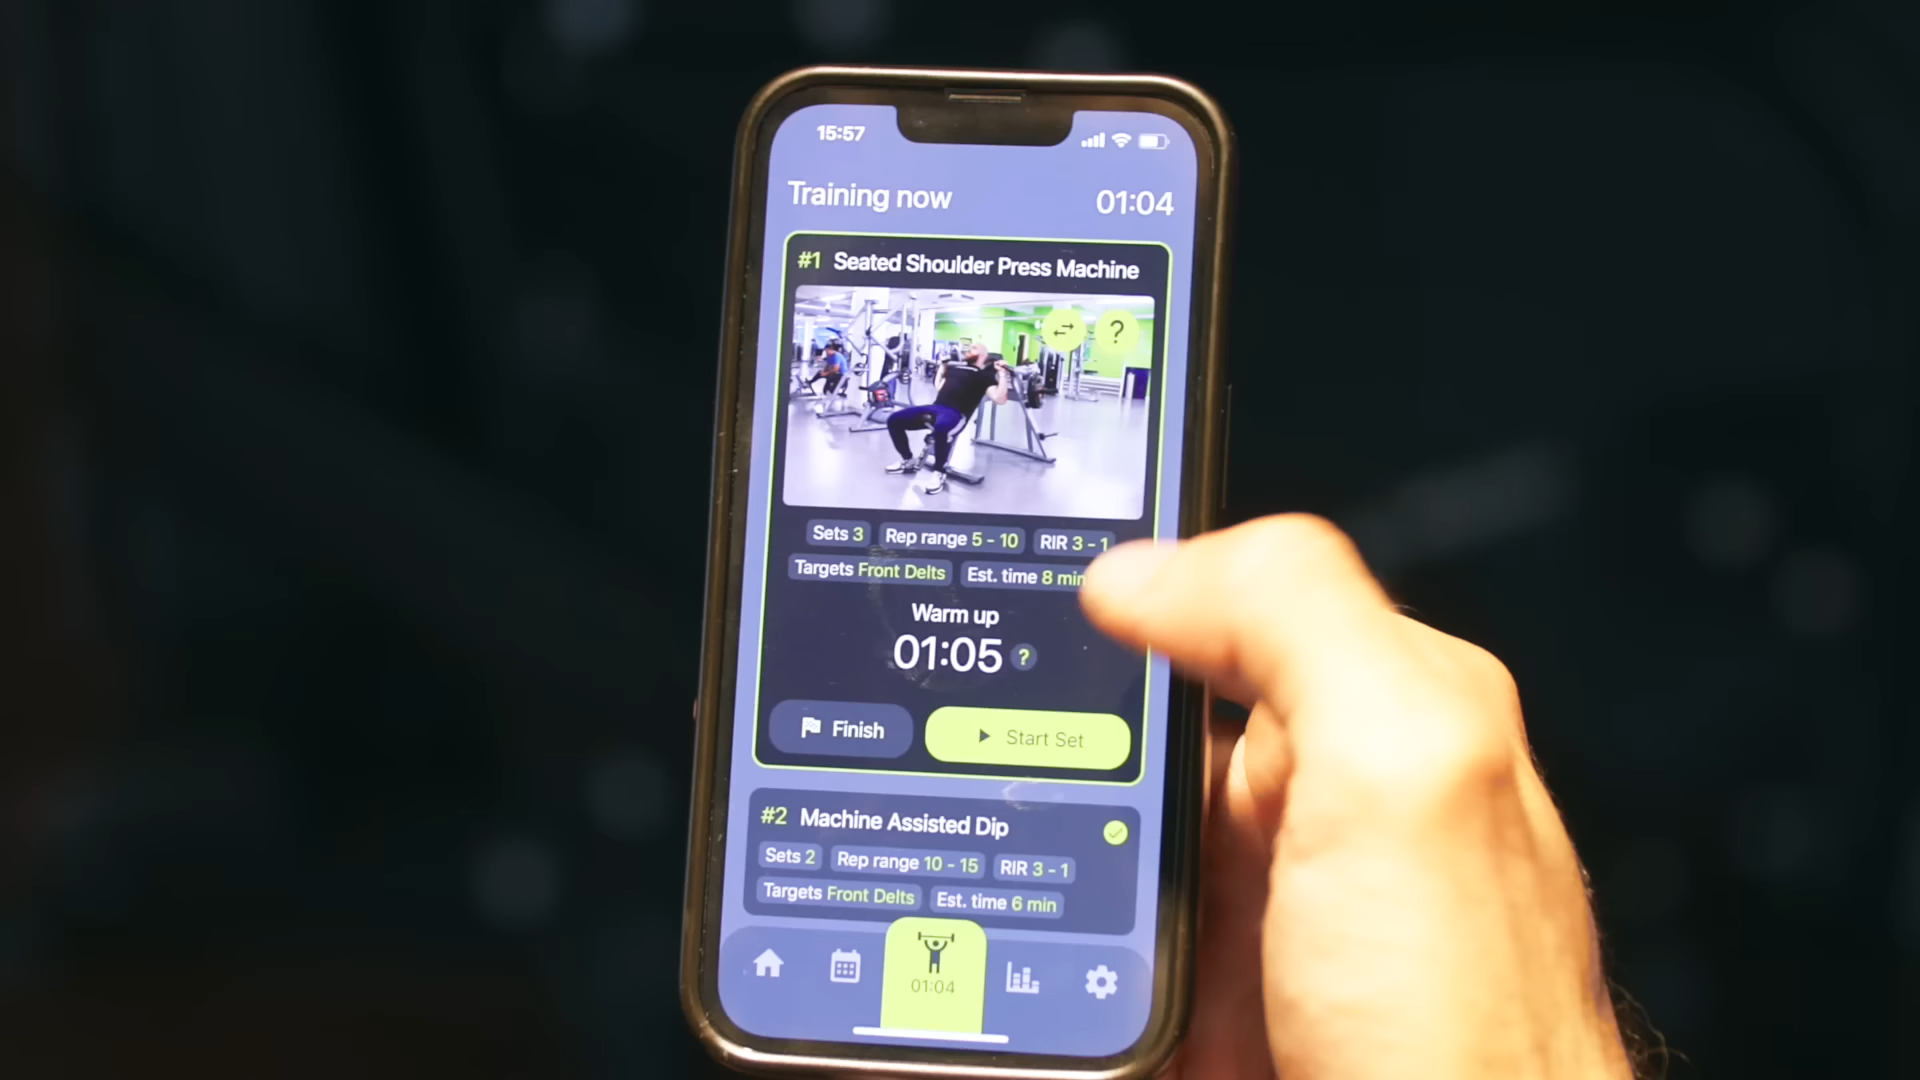 15:57
Training now 01:04
#1 Seated Shoulder Press Machine
?
Sets 3 Rep range 5 - 10 RIR 3 - 1
Targets Front Delts Est. time 8 min
Warm up
01:05 ?
Finish Start Set
#2 Machine Assisted Dip
Sets 2 Rep range 10 - 15 RIR 3 - 1
Targets Front Delts Est. time 6 min
01:04